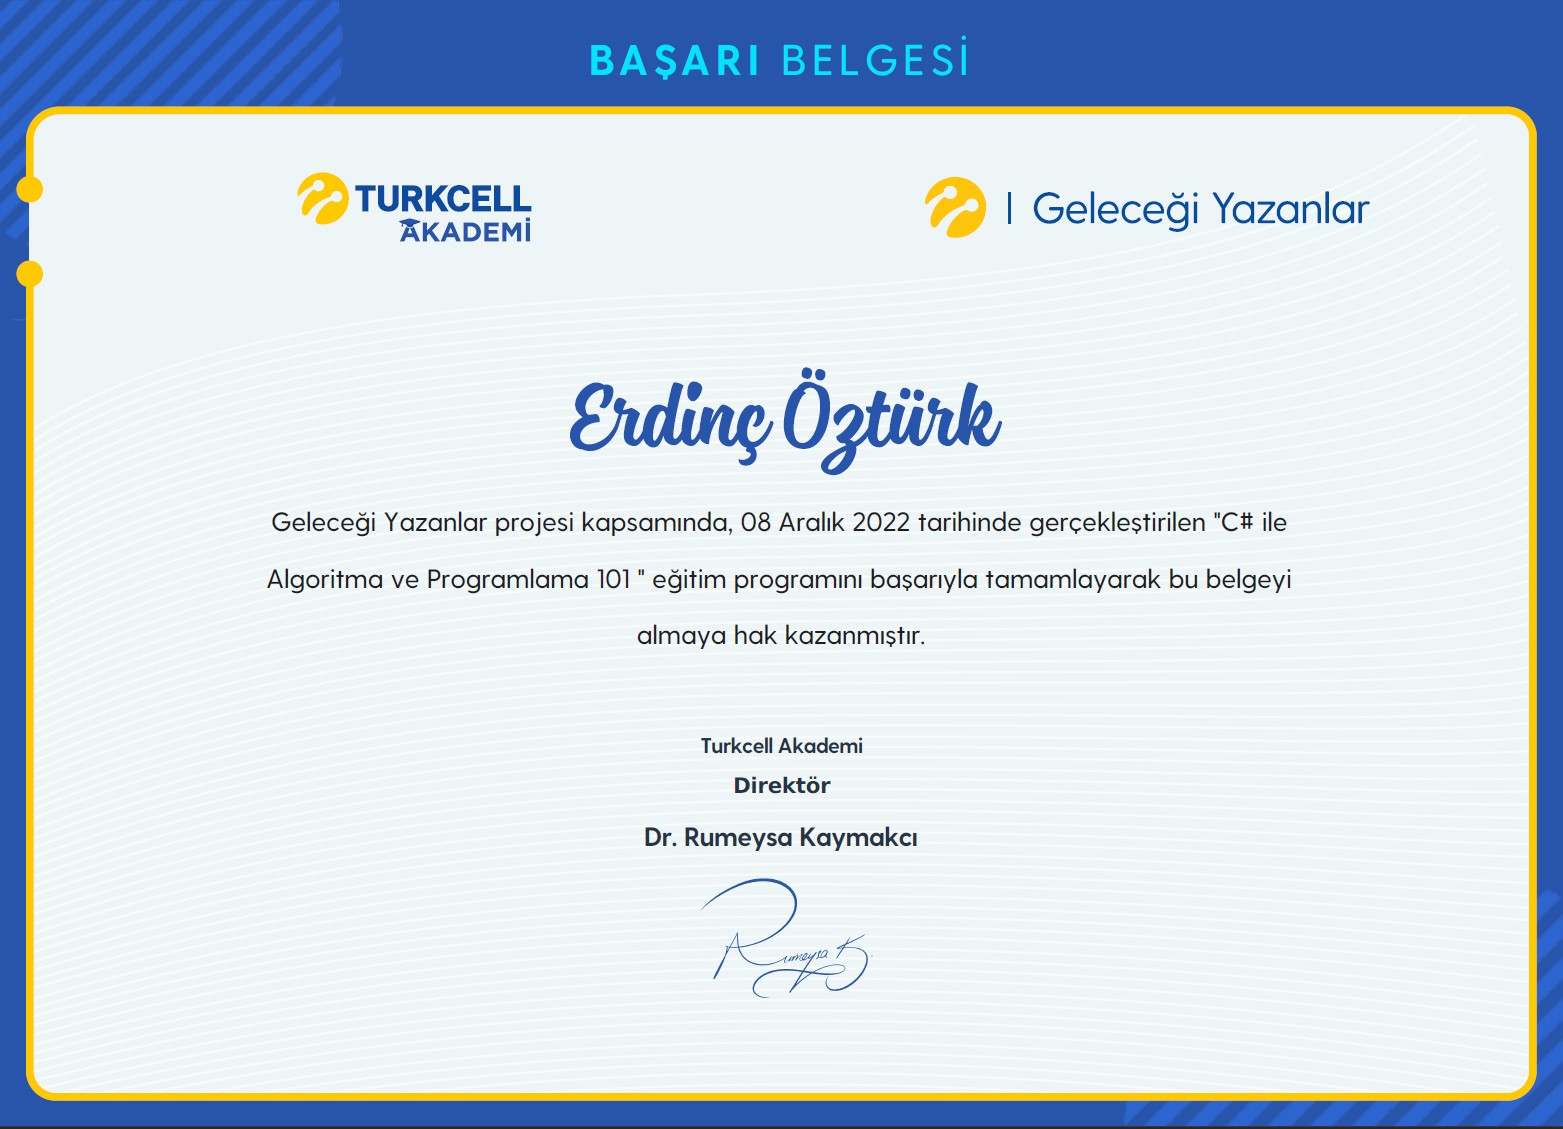 BAŞARI BELGESİ
TURKCELL
AKADEMİ
| Geleceği Yazanlar
Erdinç Öztürk
Geleceği Yazanlar projesi kapsamında, 08 Aralık 2022 tarihinde gerçekleştirilen "C# ile
Algoritma ve Programlama 101 " eğitim programını başarıyla tamamlayarak bu belgeyi
almaya hak kazanmıştır.
Turkcell Akademi
Direktör
Dr. Rumeysa Kaymakcı
Rumeysa K